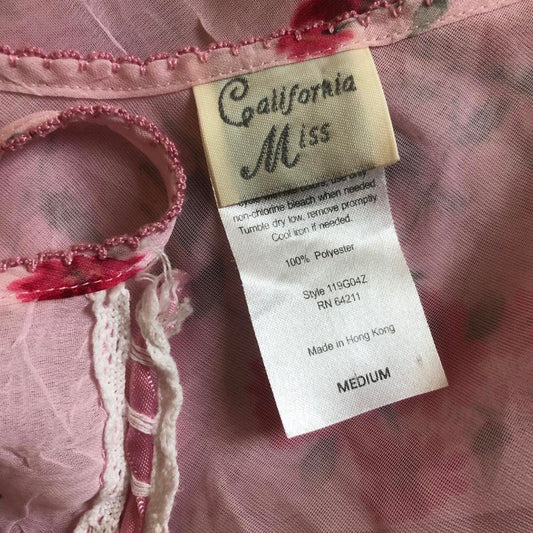 California
Miss
non-chlorine bleach when needed.
Tumble dry low, remove promptly.
Cool iron if needed.
100% Polyester
Style 119G04Z
RN 64211
Made in Hong Kong
MEDIUM